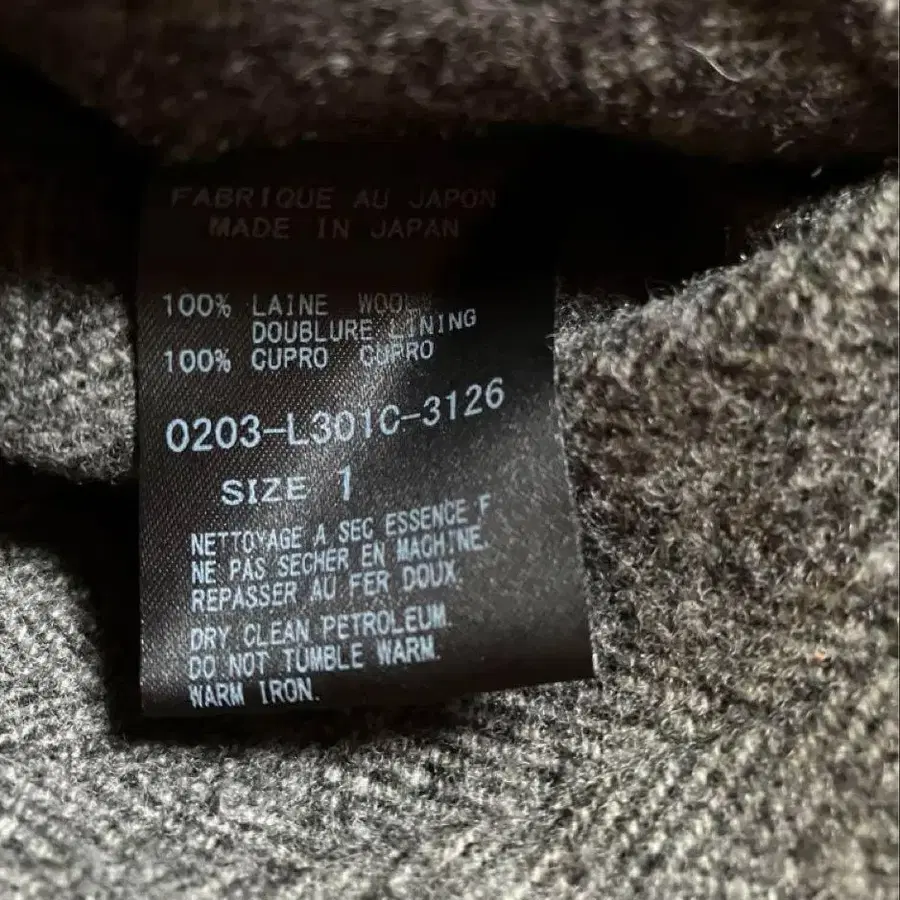 FABRIQUE AU JAPON
MADE IN JAPAN
100% LAINE WOOL
DOUBLURE LINING
100% CUPRO CUPRO
0203-L301C-3126
SIZE 1
NETTOYAGE A SEC ESSENCE F
NE PAS SECHER EN MACHINE.
REPASSER AU FER DOUX.
DRY CLEAN PETROLEUM.
DO NOT TUMBLE WARM.
WARM IRON.